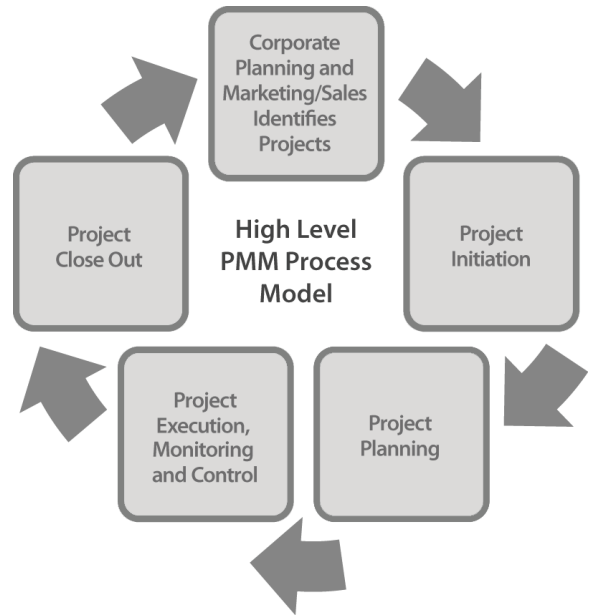 Corporate
Planning and
Marketing/Sales
Identifies
Projects
Project
Close Out
High Level
PMM Process
Model
Project
Initiation
Project
Execution,
Monitoring
and Control
Project
Planning